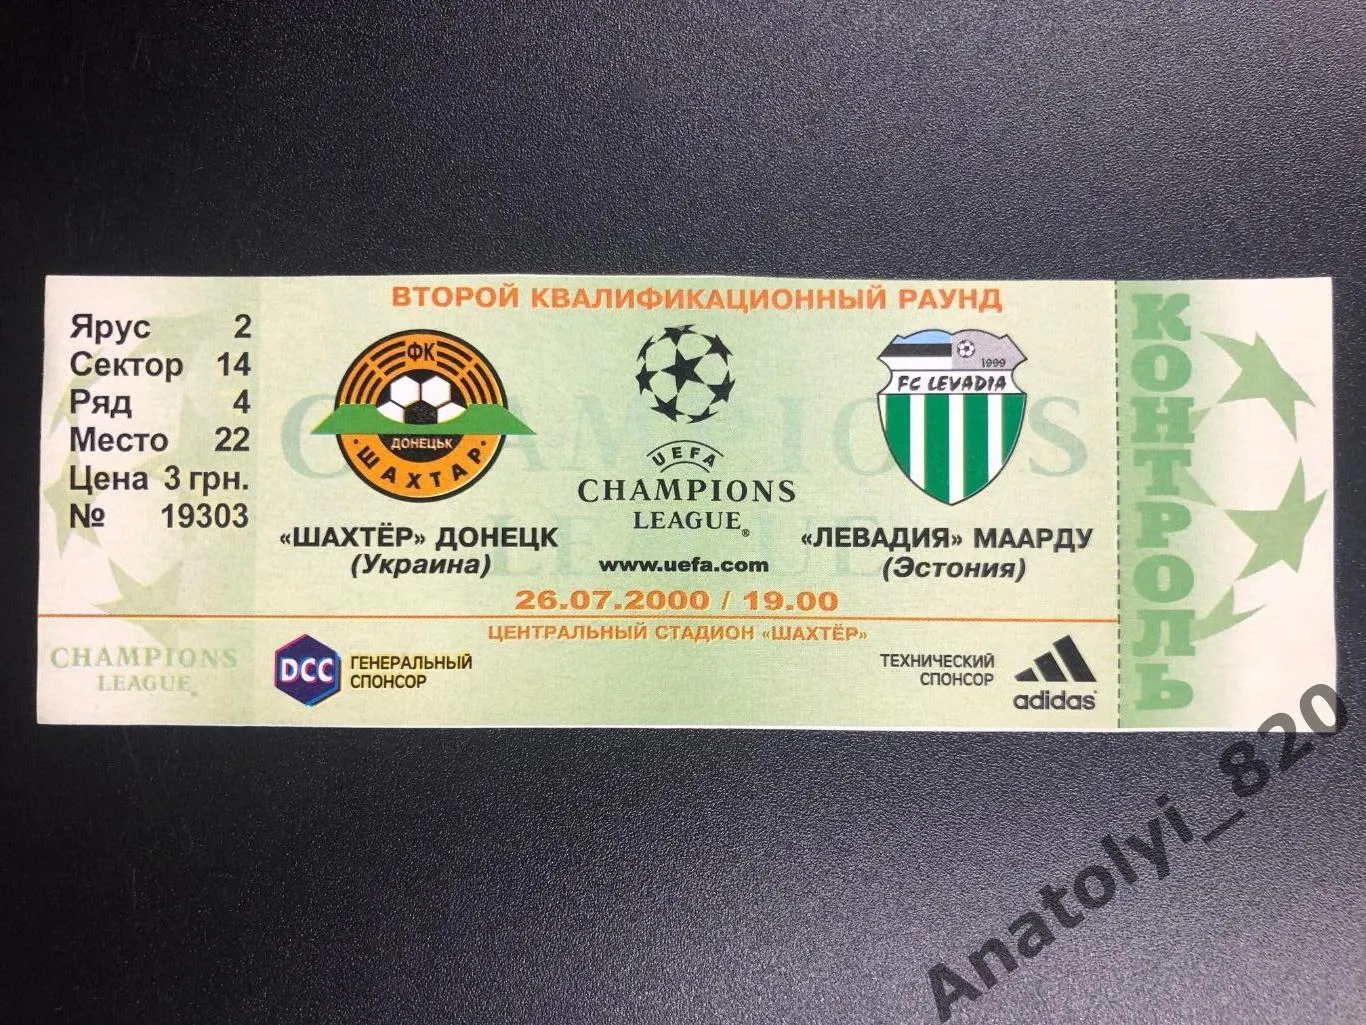 ВТОРОЙ КВАЛИФИКАЦИОННЫЙ РАУНД
Ярус 2
Сектор 14
Ряд 4
Место 22
Цена 3 грн.
№ 19303
ФК
ДОНЕЦЬК
ШАХТАР
«ШАХТЁР» ДОНЕЦК
(Украина)
CHAMPIONS
LEAGUE
UEFA
CHAMPIONS
LEAGUE®
www.uefa.com
1999
FC LEVADIA
«ЛЕВАДИЯ» МААРДУ
(Эстония)
26.07.2000 / 19.00
ЦЕНТРАЛЬНЫЙ СТАДИОН «ШАХТЁР»
CHAMPIONS
LEAGUE®
DCC
ГЕНЕРАЛЬНЫЙ
СПОНСОР
ТЕХНИЧЕСКИЙ
СПОНСОР
adidas
КОНТРОЛЬ
Anatolyi_820